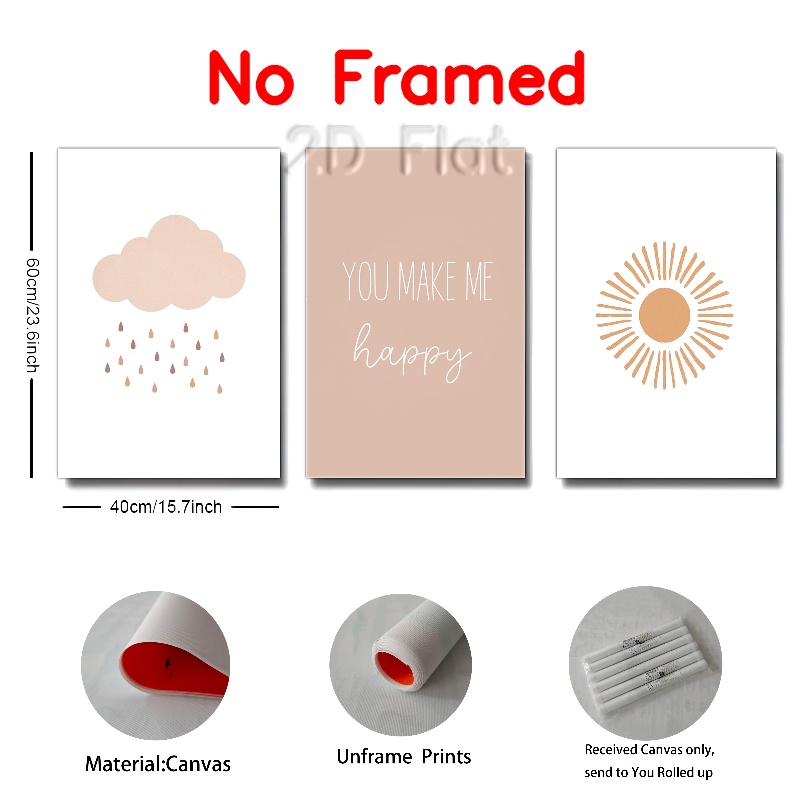 No Framed
2D Flat
60cm/23.6inch
YOU MAKE ME
happy
40cm/15.7inch
Material:Canvas
Unframe Prints
Received Canvas only,
send to You Rolled up